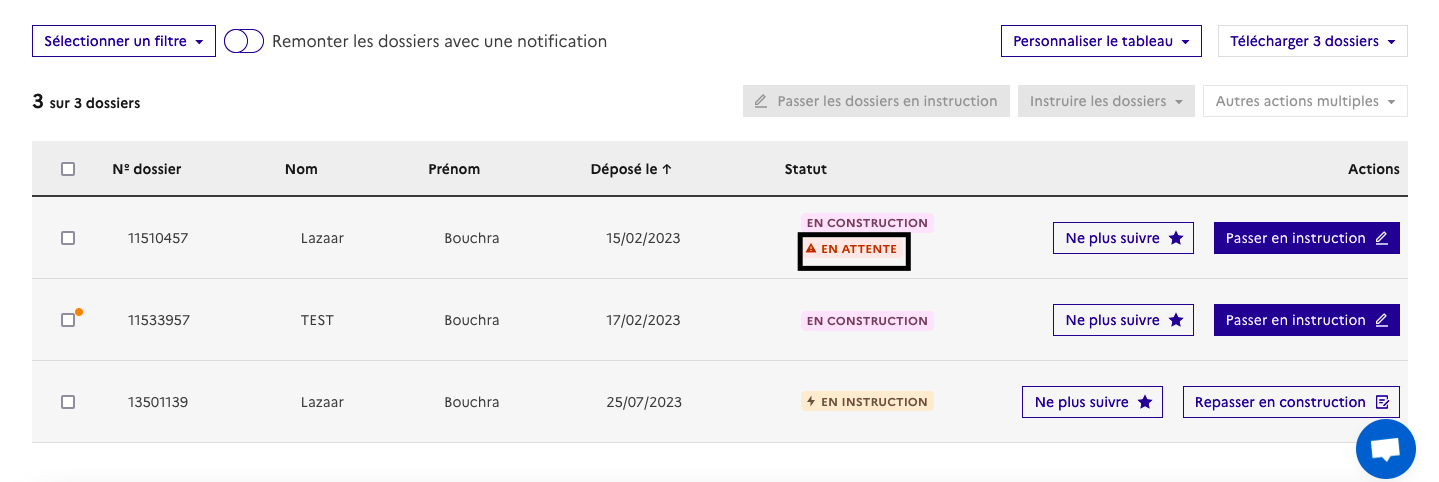 Sélectionner un filtre
Remonter les dossiers avec une notification
Personnaliser le tableau
Télécharger 3 dossiers
3 sur 3 dossiers
Passer les dossiers en instruction
Instruire les dossiers
Autres actions multiples
Nº dossier Nom Prénom Déposé le ↑ Statut Actions
11510457 Lazaar Bouchra 15/02/2023 EN CONSTRUCTION
EN ATTENTE
Ne plus suivre Passer en instruction
11533957 TEST Bouchra 17/02/2023 EN CONSTRUCTION Ne plus suivre Passer en instruction
13501139 Lazaar Bouchra 25/07/2023 EN INSTRUCTION Ne plus suivre Repasser en construction